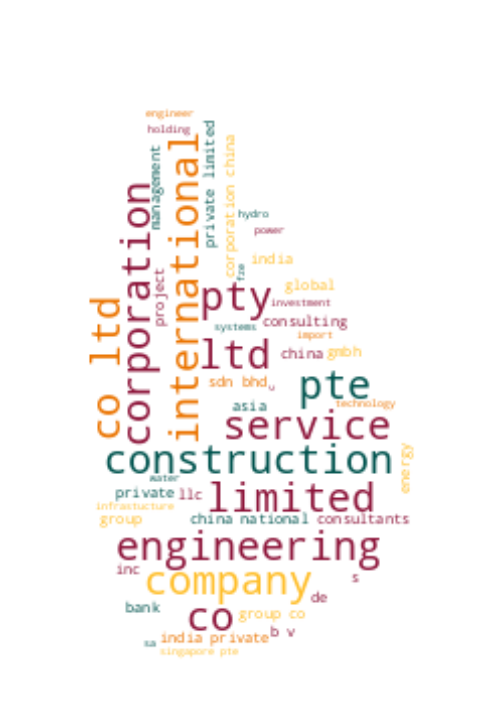 engineer
holding
international
private limited
corporation china
management
corporation
hydro
power
india
fze
project
global
pty
investment
co ltd
consulting
systems
import
ltd
china
gmbh
sdn bhd
u
pte
technology
asia
service
construction
energy
water
private
llc
limited
infrastucture
group
china national
consultants
engineering
inc
company
s
de
bank
co
group co
b v
india private
sa
singapore pte